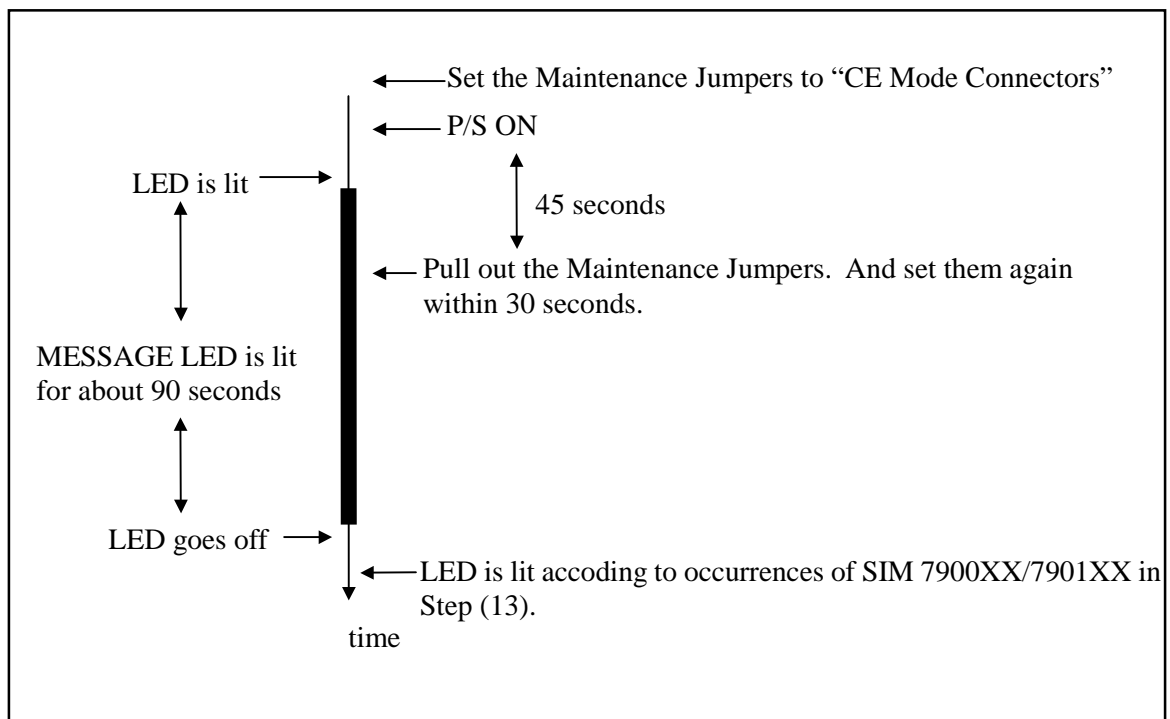 Set the Maintenance Jumpers to “CE Mode Connectors”
P/S ON
LED is lit
45 seconds
Pull out the Maintenance Jumpers.  And set them again
within 30 seconds.
MESSAGE LED is lit
for about 90 seconds
LED goes off
LED is lit accoding to occurrences of SIM 7900XX/7901XX in
Step (13).
time